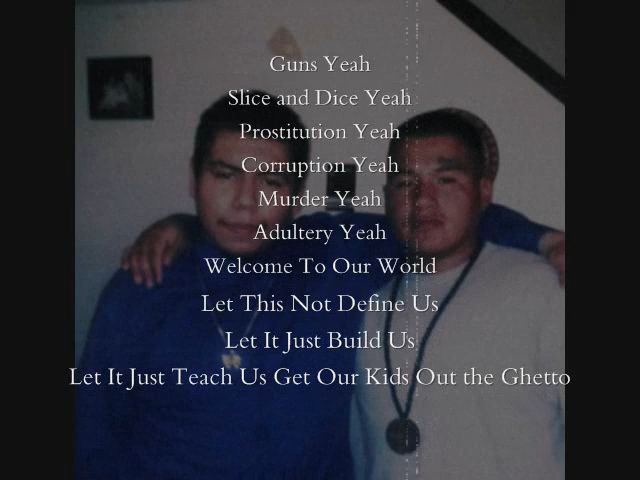 Guns Yeah
Slice and Dice Yeah
Prostitution Yeah
Corruption Yeah
Murder Yeah
Adultery Yeah
Welcome To Our World
Let This Not Define Us
Let It Just Build Us
Let It Just Teach Us Get Our Kids Out the Ghetto